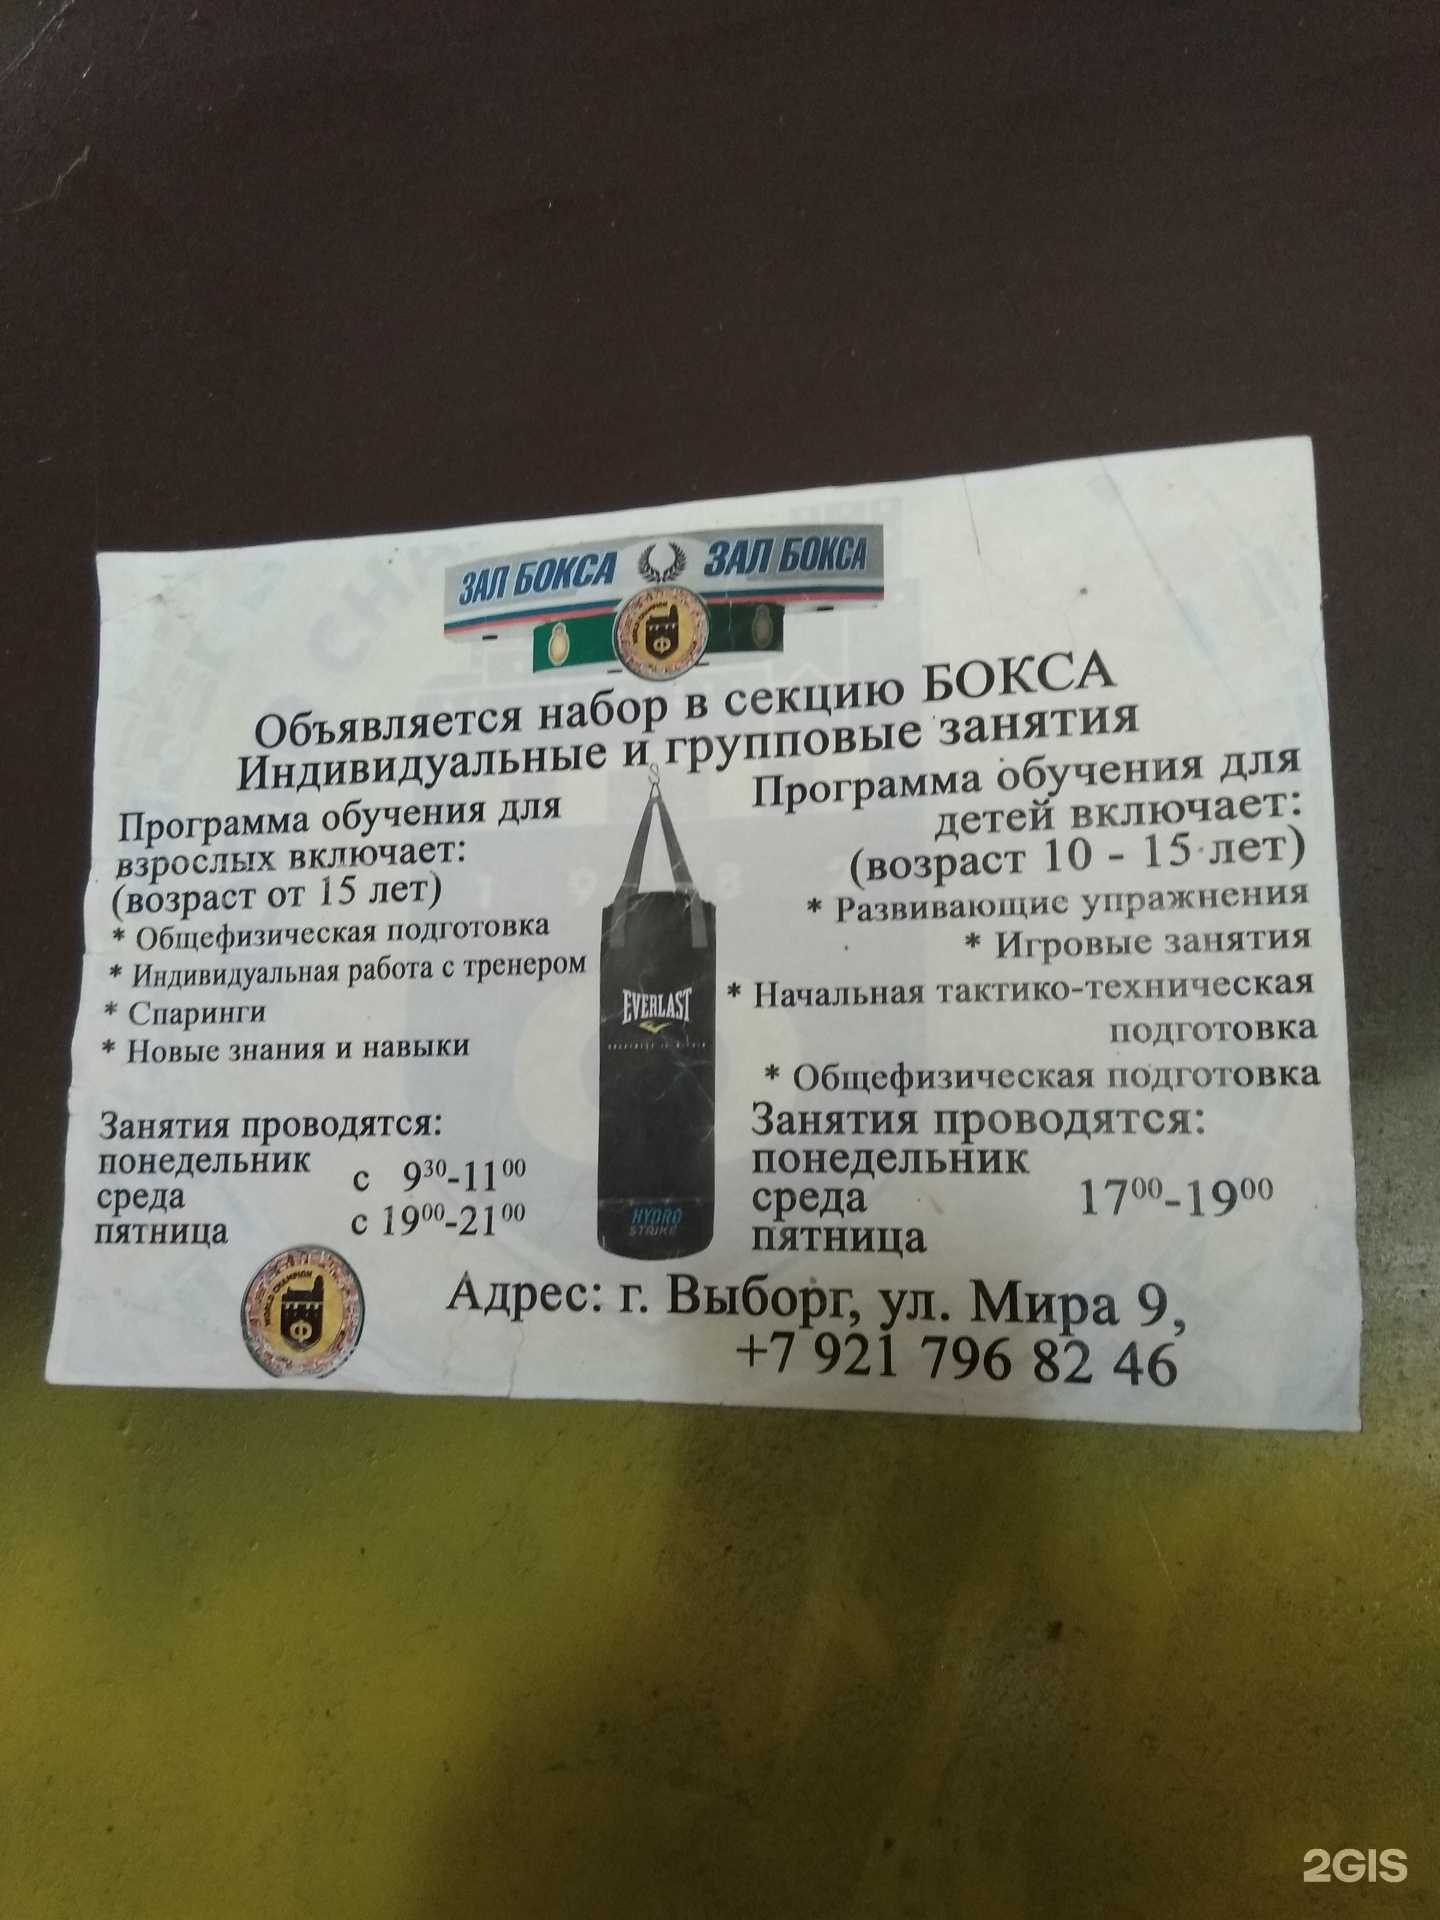 ЗАЛ БОКСА ЗАЛ БОКСА
Объявляется набор в секцию БОКСА
Индивидуальные и групповые занятия
Программа обучения для
взрослых включает:
(возраст от 15 лет)
* Общефизическая подготовка
* Индивидуальная работа с тренером
* Спаринги
* Новые знания и навыки
Занятия проводятся:
понедельник
среда
пятница
с 9³⁰-11⁰⁰
с 19⁰⁰-21⁰⁰
Программа обучения для
детей включает:
(возраст 10 - 15 лет)
* Развивающие упражнения
* Игровые занятия
* Начальная тактико-техническая
подготовка
* Общефизическая подготовка
Занятия проводятся:
понедельник
среда
пятница
17⁰⁰-19⁰⁰
EVERLAST
HYDRO
STRIKE
WORLD CHAMPION
Ф
Адрес: г. Выборг, ул. Мира 9,
+7 921 796 82 46
2GIS